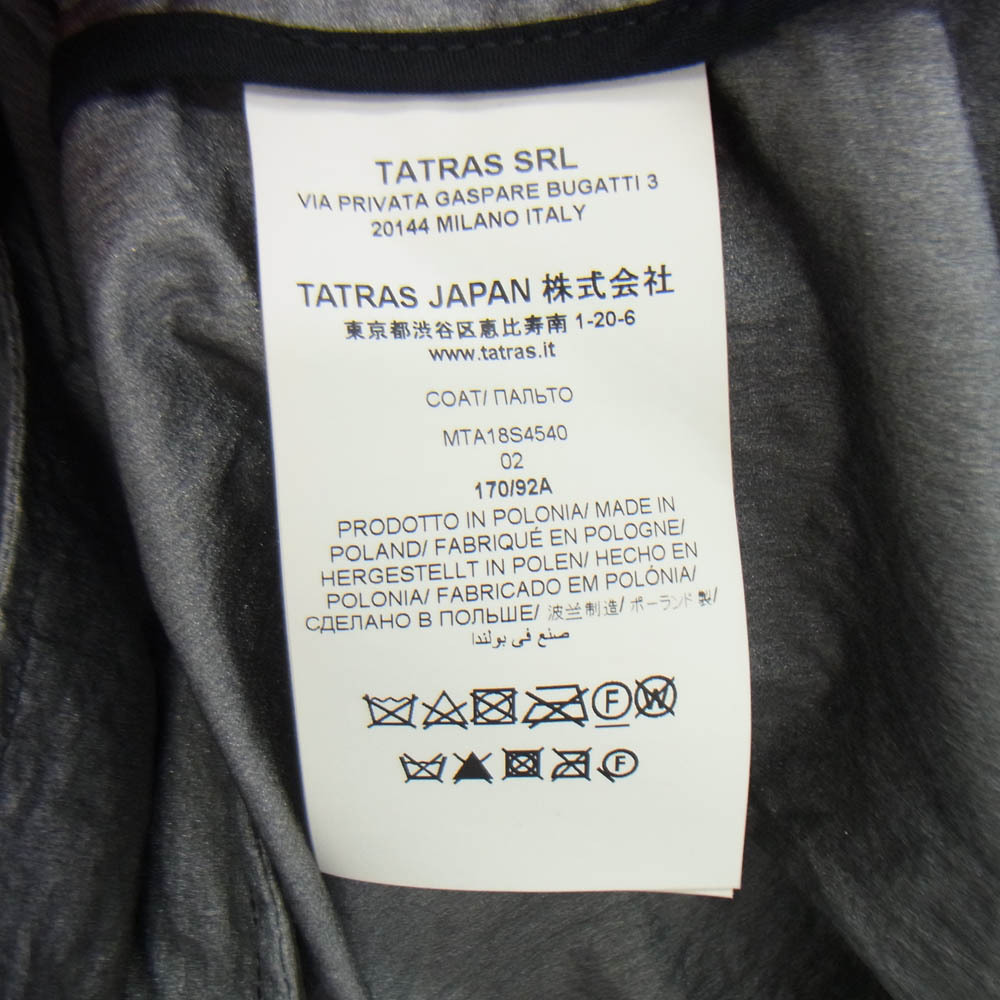 TATRAS SRL
VIA PRIVATA GASPARE BUGATTI 3
20144 MILANO ITALY
TATRAS JAPAN 株式会社
東京都渋谷区恵比寿南 1-20-6
www.tatras.it
COAT/ ПАЛЬТО
MTA18S4540
02
170/92A
PRODOTTO IN POLONIA/ MADE IN
POLAND/ FABRIQUÉ EN POLOGNE/
HERGESTELLT IN POLEN/ HECHO EN
POLONIA/ FABRICADO EM POLÓNIA/
СДЕЛАНО В ПОЛЬШЕ/ 波兰制造/ ポーランド製/
صنع في بولندا
F W
F